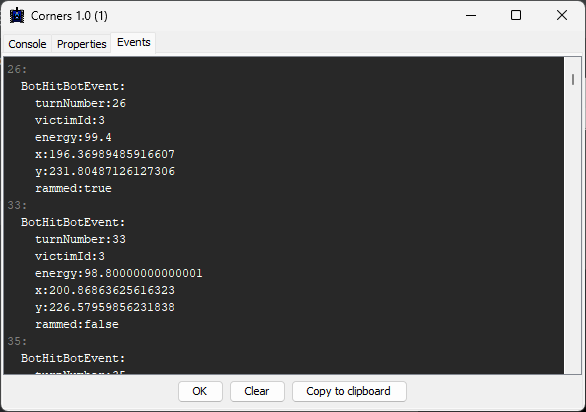 Corners 1.0 (1)
Console Properties Events
26:
BotHitBotEvent:
turnNumber:26
victimId:3
energy:99.4
x:196.36989485916607
y:231.80487126127306
rammed:true
33:
BotHitBotEvent:
turnNumber:33
victimId:3
energy:98.80000000000001
x:200.86863625616323
y:226.57959856231838
rammed:false
35:
BotHitBotEvent:
turnNumber:35
OK Clear Copy to clipboard